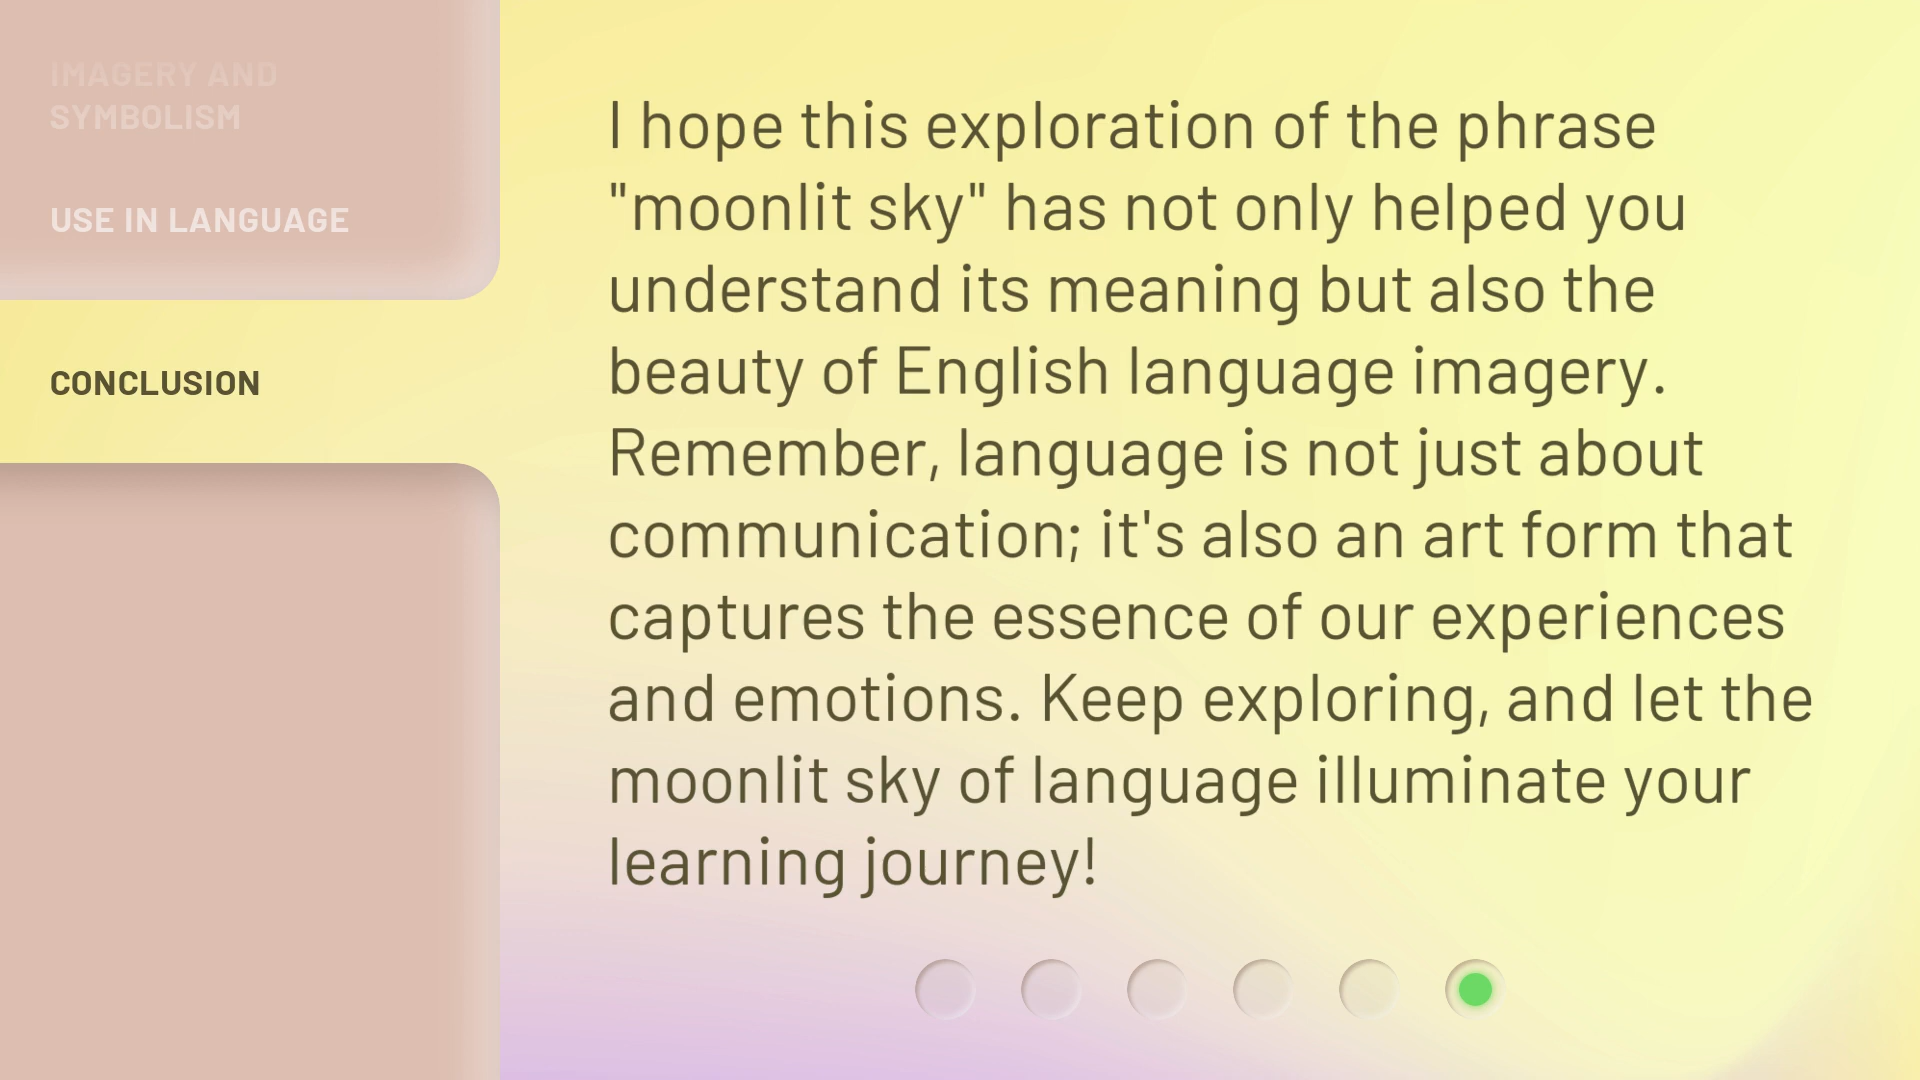 IMAGERY AND
SYMBOLISM
USE IN LANGUAGE
CONCLUSION
I hope this exploration of the phrase
"moonlit sky" has not only helped you
understand its meaning but also the
beauty of English language imagery.
Remember, language is not just about
communication; it's also an art form that
captures the essence of our experiences
and emotions. Keep exploring, and let the
moonlit sky of language illuminate your
learning journey!